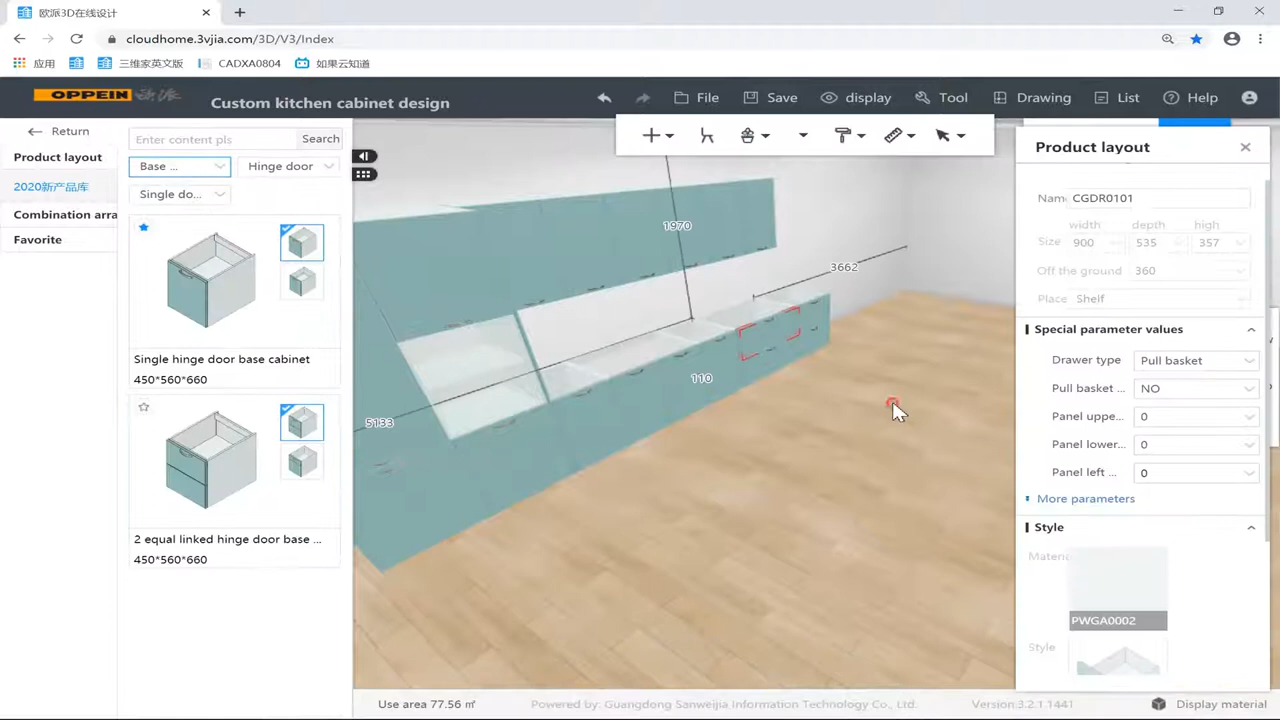 欧派3D在线设计
cloudhome.3vjia.com/3D/V3/Index
应用
三维家英文版
CADXA0804
如果云知道
OPPEIN 欧派
Custom kitchen cabinet design
File
Save
display
Tool
Drawing
List
Help
Return
Product layout
2020新产品库
Combination arra
Favorite
Enter content pls
Search
Base ...
Hinge door
Single do...
Single hinge door base cabinet
450*560*660
2 equal linked hinge door base ...
450*560*660
1970
3662
110
5133
Product layout
Name
CGDR0101
width
depth
high
Size
900
535
357
Off the ground
360
Place
Shelf
Special parameter values
Drawer type
Pull basket
Pull basket ...
NO
Panel uppe...
0
Panel lower...
0
Panel left ...
0
More parameters
Style
Materia
PWGA0002
Style
Use area 77.56 ㎡
Powered by: Guangdong Sanweijia Information Technology Co., Ltd.
Version:3.2.1.1441
Display material